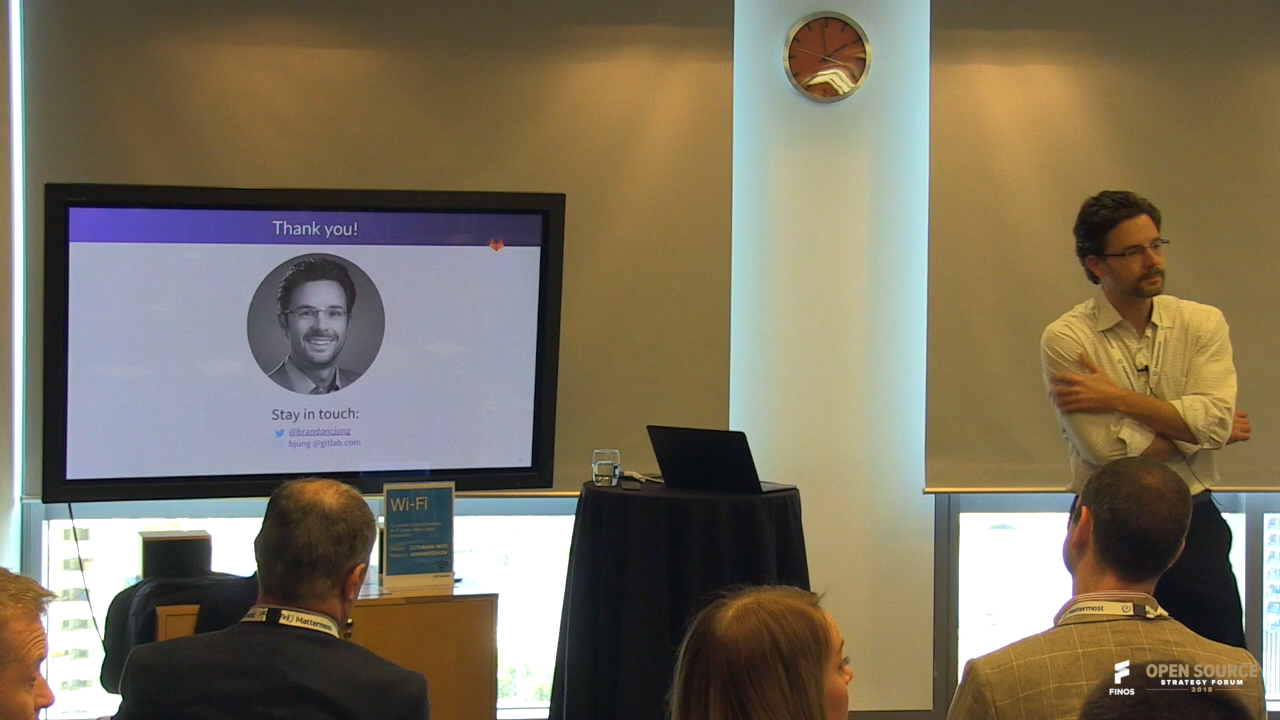 Thank you!
Stay in touch:
@brandoncjung
bjung@gitlab.com
Wi-Fi
Mattermost
Mattermost
FINOS
OPEN SOURCE
STRATEGY FORUM
2018